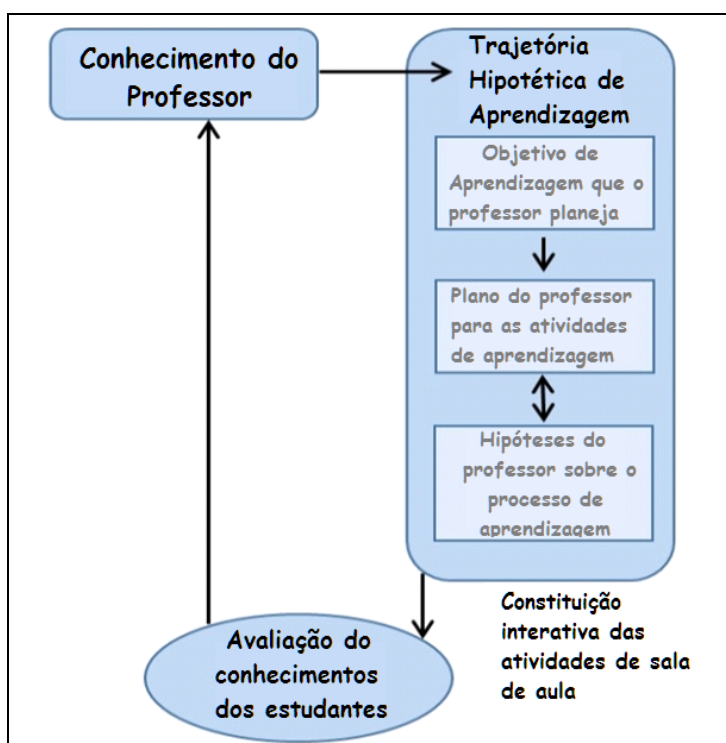 Conhecimento do
Professor
Trajetória
Hipotética de
Aprendizagem
Objetivo de
Aprendizagem que o
professor planeja
Plano do professor
para as atividades
de aprendizagem
Hipóteses do
professor sobre o
processo de
aprendizagem
Constituição
interativa das
atividades de sala
de aula
Avaliação do
conhecimentos
dos estudantes